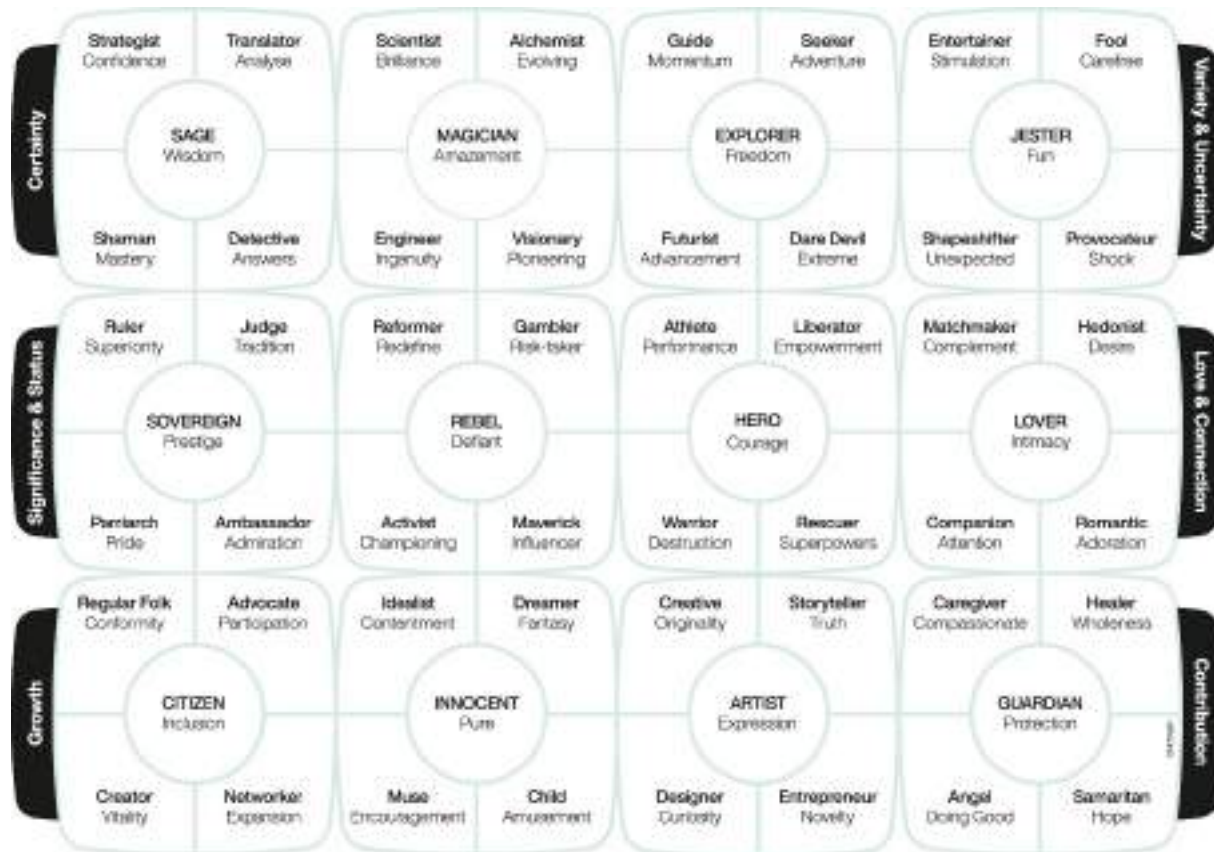 Certainty
Strategist
Confidence
Translator
Analyse
SAGE
Wisdom
Shaman
Mastery
Detective
Answers
Scientist
Brilliance
Alchemist
Evolving
MAGICIAN
Amazement
Engineer
Ingenuity
Visionary
Pioneering
Guide
Momentum
Seeker
Adventure
EXPLORER
Freedom
Futurist
Advancement
Dare Devil
Extreme
Entertainer
Stimulation
Fool
Carefree
JESTER
Fun
Shapeshifter
Unexpected
Provocateur
Shock
Variety & Uncertainty
Significance & Status
Ruler
Superiority
Judge
Tradition
SOVEREIGN
Prestige
Parriarch
Pride
Ambassador
Admiration
Reformer
Redefine
Gambler
Risk-taker
REBEL
Defiant
Activist
Championing
Maverick
Influencer
Athlete
Performance
Liberator
Empowerment
HERO
Courage
Warrior
Destruction
Rescuer
Superpowers
Matchmaker
Complement
Hedonist
Desire
LOVER
Intimacy
Companion
Attention
Romantic
Adoration
Love & Connection
Growth
Regular Folk
Conformity
Advocate
Participation
CITIZEN
Inclusion
Creator
Vitality
Networker
Expansion
Idealist
Contentment
Dreamer
Fantasy
INNOCENT
Pure
Muse
Encouragement
Child
Amusement
Creative
Originality
Storyteller
Truth
ARTIST
Expression
Designer
Curiosity
Entrepreneur
Novelty
Caregiver
Compassionate
Healer
Wholeness
GUARDIAN
Protection
Angel
Doing Good
Samaritan
Hope
Contribution